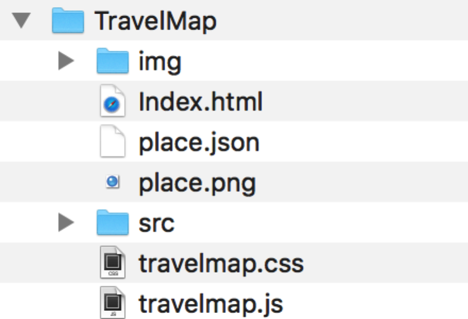 TravelMap
img
Index.html
place.json
place.png
src
travelmap.css
travelmap.js